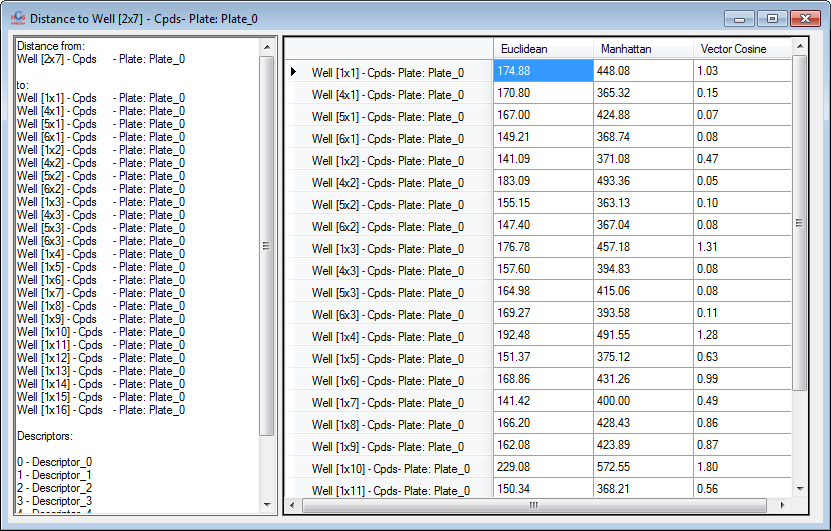 Distance to Well [2x7] - Cpds- Plate: Plate_0
Distance from:
Well [2x7] - Cpds - Plate: Plate_0
to:
Well [1x1] - Cpds - Plate: Plate_0
Well [4x1] - Cpds - Plate: Plate_0
Well [5x1] - Cpds - Plate: Plate_0
Well [6x1] - Cpds - Plate: Plate_0
Well [1x2] - Cpds - Plate: Plate_0
Well [4x2] - Cpds - Plate: Plate_0
Well [5x2] - Cpds - Plate: Plate_0
Well [6x2] - Cpds - Plate: Plate_0
Well [1x3] - Cpds - Plate: Plate_0
Well [4x3] - Cpds - Plate: Plate_0
Well [5x3] - Cpds - Plate: Plate_0
Well [6x3] - Cpds - Plate: Plate_0
Well [1x4] - Cpds - Plate: Plate_0
Well [1x5] - Cpds - Plate: Plate_0
Well [1x6] - Cpds - Plate: Plate_0
Well [1x7] - Cpds - Plate: Plate_0
Well [1x8] - Cpds - Plate: Plate_0
Well [1x9] - Cpds - Plate: Plate_0
Well [1x10] - Cpds - Plate: Plate_0
Well [1x11] - Cpds - Plate: Plate_0
Well [1x12] - Cpds - Plate: Plate_0
Well [1x13] - Cpds - Plate: Plate_0
Well [1x14] - Cpds - Plate: Plate_0
Well [1x15] - Cpds - Plate: Plate_0
Well [1x16] - Cpds - Plate: Plate_0
Descriptors:
0 - Descriptor_0
1 - Descriptor_1
2 - Descriptor_2
3 - Descriptor_3
4 - Descriptor_4
Euclidean Manhattan Vector Cosine
Well [1x1] - Cpds- Plate: Plate_0 174.88 448.08 1.03
Well [4x1] - Cpds- Plate: Plate_0 170.80 365.32 0.15
Well [5x1] - Cpds- Plate: Plate_0 167.00 424.88 0.07
Well [6x1] - Cpds- Plate: Plate_0 149.21 368.74 0.08
Well [1x2] - Cpds- Plate: Plate_0 141.09 371.08 0.47
Well [4x2] - Cpds- Plate: Plate_0 183.09 493.36 0.05
Well [5x2] - Cpds- Plate: Plate_0 155.15 363.13 0.10
Well [6x2] - Cpds- Plate: Plate_0 147.40 367.04 0.08
Well [1x3] - Cpds- Plate: Plate_0 176.78 457.18 1.31
Well [4x3] - Cpds- Plate: Plate_0 157.60 394.83 0.08
Well [5x3] - Cpds- Plate: Plate_0 164.98 415.06 0.08
Well [6x3] - Cpds- Plate: Plate_0 169.27 393.58 0.11
Well [1x4] - Cpds- Plate: Plate_0 192.48 491.55 1.28
Well [1x5] - Cpds- Plate: Plate_0 151.37 375.12 0.63
Well [1x6] - Cpds- Plate: Plate_0 168.86 431.26 0.99
Well [1x7] - Cpds- Plate: Plate_0 141.42 400.00 0.49
Well [1x8] - Cpds- Plate: Plate_0 166.20 428.43 0.86
Well [1x9] - Cpds- Plate: Plate_0 162.08 423.89 0.87
Well [1x10] - Cpds- Plate: Plate_0 229.08 572.55 1.80
Well [1x11] - Cpds- Plate: Plate_0 150.34 368.21 0.56